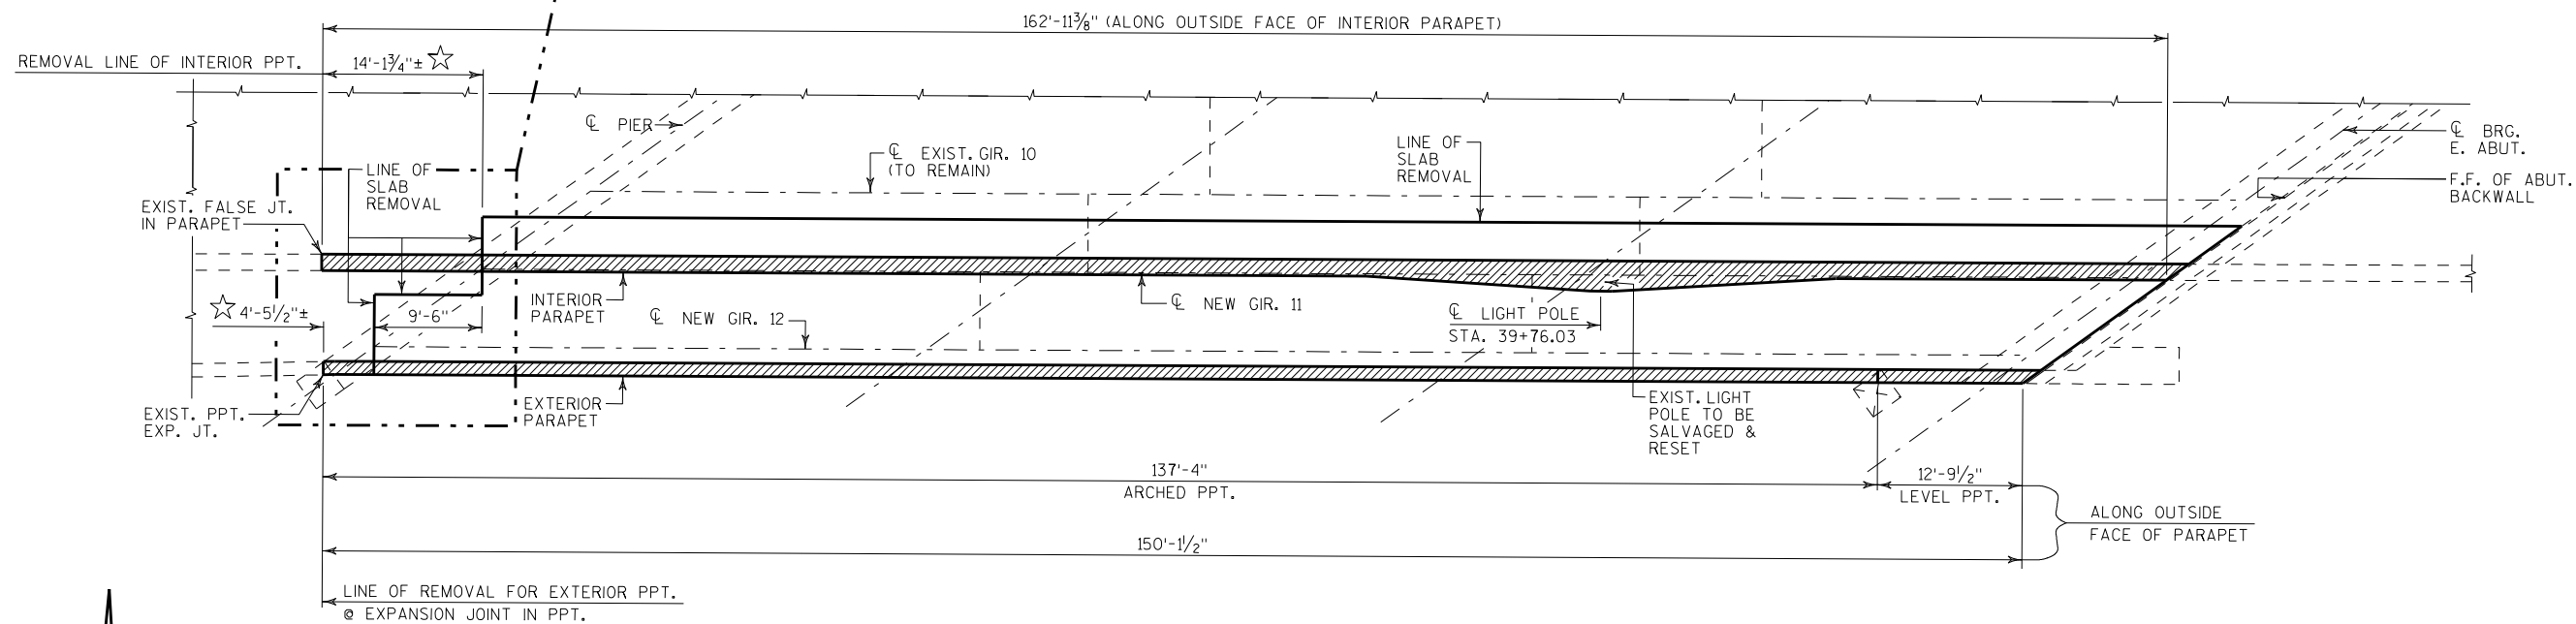 162'-11⅜" (ALONG OUTSIDE FACE OF INTERIOR PARAPET)
REMOVAL LINE OF INTERIOR PPT.
14'-1¾"±
℄ PIER
LINE OF
SLAB
REMOVAL
℄ EXIST. GIR. 10
(TO REMAIN)
LINE OF
SLAB
REMOVAL
℄ BRG.
E. ABUT.
F.F. OF ABUT.
BACKWALL
EXIST. FALSE JT.
IN PARAPET
4'-5½"±
9'-6"
INTERIOR
PARAPET
℄ NEW GIR. 12
℄ NEW GIR. 11
℄ LIGHT POLE
STA. 39+76.03
EXIST. PPT.
EXP. JT.
EXTERIOR
PARAPET
EXIST. LIGHT
POLE TO BE
SALVAGED &
RESET
137'-4"
ARCHED PPT.
12'-9½"
LEVEL PPT.
ALONG OUTSIDE
FACE OF PARAPET
150'-1½"
LINE OF REMOVAL FOR EXTERIOR PPT.
@ EXPANSION JOINT IN PPT.